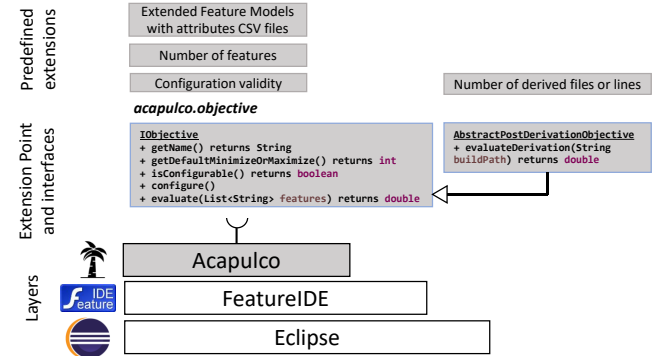 Predefined
extensions
Extended Feature Models
with attributes CSV files
Number of features
Configuration validity
Number of derived files or lines
acapulco.objective
Extension Point
and interfaces
IObjective
+ getName() returns String
+ getDefaultMinimizeOrMaximize() returns int
+ isConfigurable() returns boolean
+ configure()
+ evaluate(List<String> features) returns double
AbstractPostDerivationObjective
+ evaluateDerivation(String
buildPath) returns double
Layers
Acapulco
IDE
Feature
FeatureIDE
Eclipse